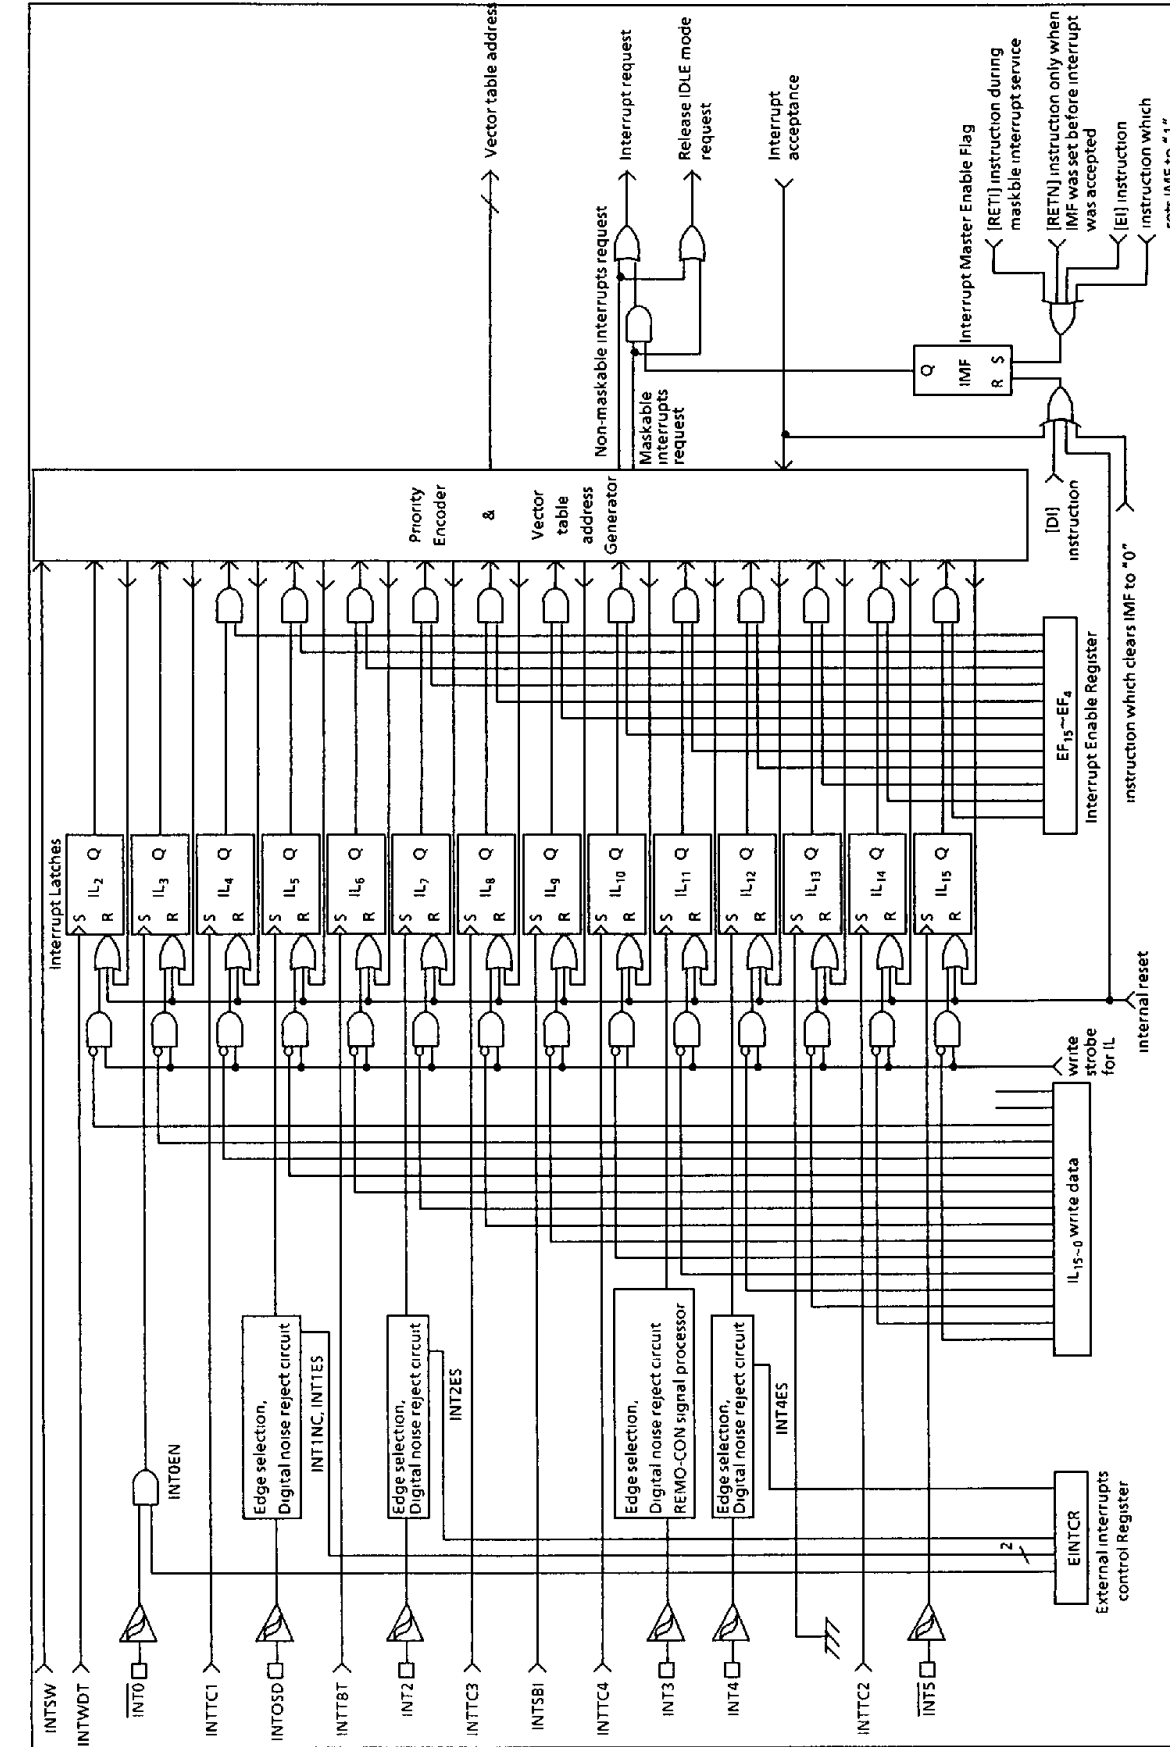 INTSW
INTWDT
INT0
INTTC1
INTOSD
INTTBT
INT2
INTTC3
INTSBI
INTTC4
INT3
INT4
INTTC2
INT5
INT0EN
Edge selection,
Digital noise reject circuit
INT1NC, INT1ES
Edge selection,
Digital noise reject circuit
INT2ES
Edge selection,
Digital noise reject circuit
REMO-CON signal processor
Edge selection,
Digital noise reject circuit
INT4ES
2
EINTCR
External interrupts
control Register
IL15~0 write data
write
strobe
for IL
internal reset
Interrupt Latches
S R IL2 Q
S R IL3 Q
S R IL4 Q
S R IL5 Q
S R IL6 Q
S R IL7 Q
S R IL8 Q
S R IL9 Q
S R IL10 Q
S R IL11 Q
S R IL12 Q
S R IL13 Q
S R IL14 Q
S R IL15 Q
EF15~EF4
Interrupt Enable Register
instruction which clears IMF to "0"
Priority
Encoder
&
Vector
table
address
Generator
[DI]
instruction
Vector table address
Non-maskable interrupts request
Maskable
interrupts
request
Interrupt request
Release IDLE mode
request
Interrupt
acceptance
Q
IMF
R S
Interrupt Master Enable Flag
[RETI] instruction during
maskble interrupt service
[RETN] instruction only when
IMF was set before interrupt
was accepted
[EI] instruction
instruction which
sets IMF to "1"